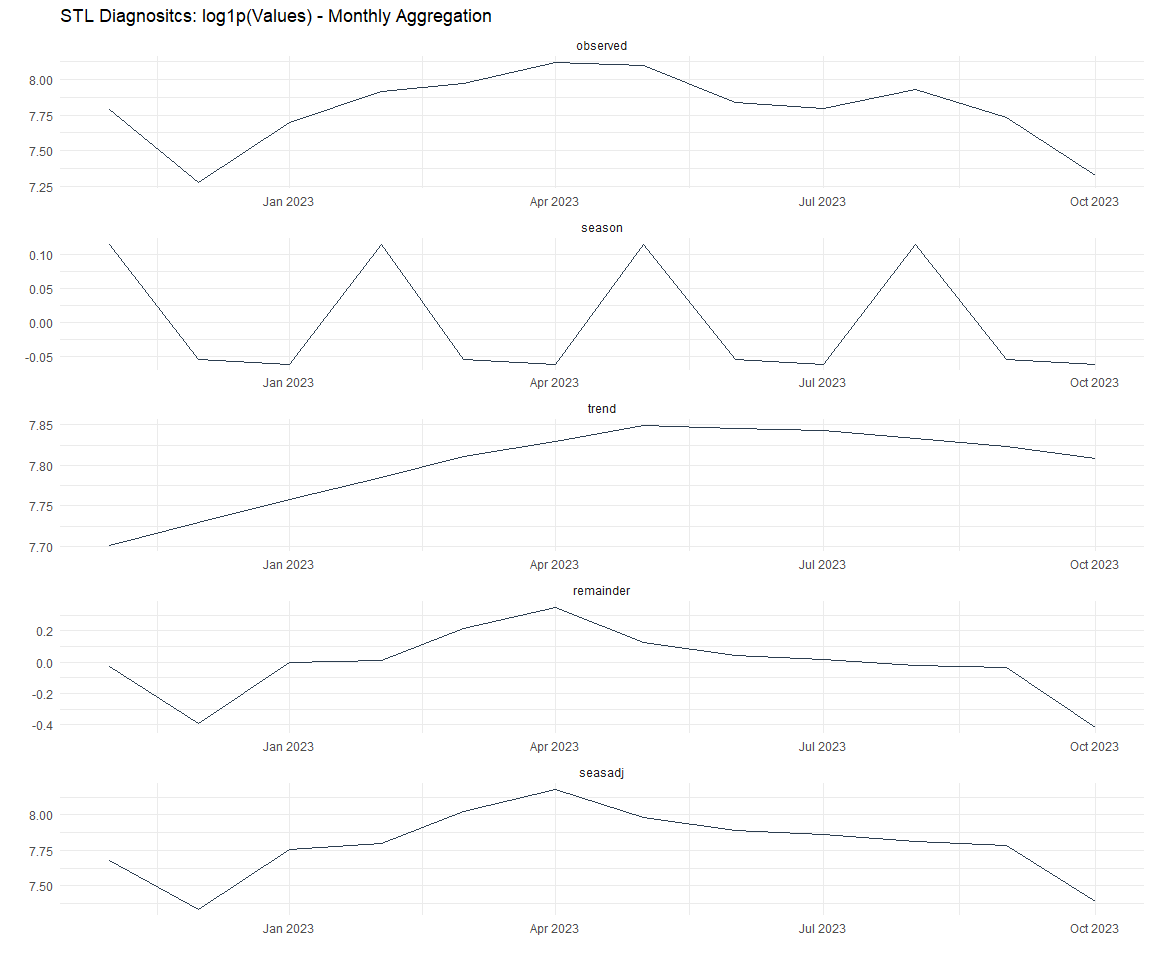 STL Diagnositcs: log1p(Values) - Monthly Aggregation
observed
8.00
7.75
7.50
7.25
Jan 2023 Apr 2023 Jul 2023 Oct 2023
season
0.10
0.05
0.00
-0.05
Jan 2023 Apr 2023 Jul 2023 Oct 2023
trend
7.85
7.80
7.75
7.70
Jan 2023 Apr 2023 Jul 2023 Oct 2023
remainder
0.2
0.0
-0.2
-0.4
Jan 2023 Apr 2023 Jul 2023 Oct 2023
seasadj
8.00
7.75
7.50
Jan 2023 Apr 2023 Jul 2023 Oct 2023